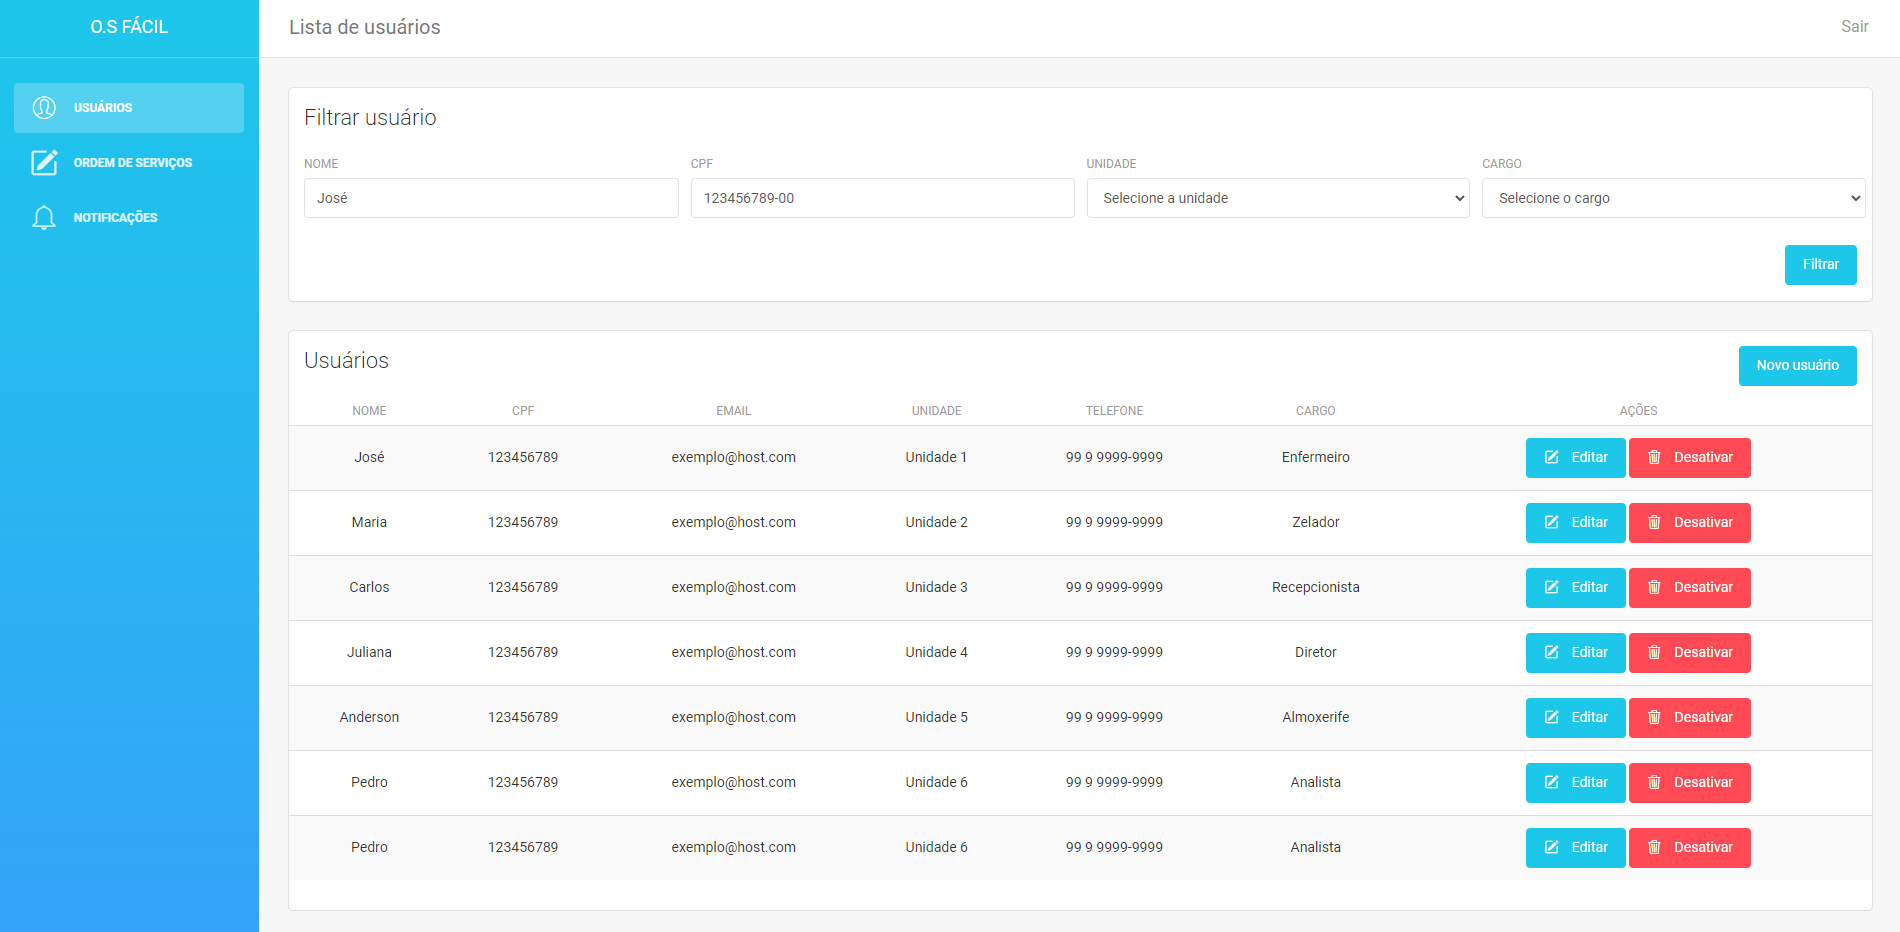 O.S FÁCIL
USUÁRIOS
ORDEM DE SERVIÇOS
NOTIFICAÇÕES
Lista de usuários Sair
Filtrar usuário
NOME CPF UNIDADE CARGO
José 123456789-00 Selecione a unidade Selecione o cargo
Filtrar
Usuários Novo usuário
NOME CPF EMAIL UNIDADE TELEFONE CARGO AÇÕES
José 123456789 exemplo@host.com Unidade 1 99 9 9999-9999 Enfermeiro Editar Desativar
Maria 123456789 exemplo@host.com Unidade 2 99 9 9999-9999 Zelador Editar Desativar
Carlos 123456789 exemplo@host.com Unidade 3 99 9 9999-9999 Recepcionista Editar Desativar
Juliana 123456789 exemplo@host.com Unidade 4 99 9 9999-9999 Diretor Editar Desativar
Anderson 123456789 exemplo@host.com Unidade 5 99 9 9999-9999 Almoxerife Editar Desativar
Pedro 123456789 exemplo@host.com Unidade 6 99 9 9999-9999 Analista Editar Desativar
Pedro 123456789 exemplo@host.com Unidade 6 99 9 9999-9999 Analista Editar Desativar